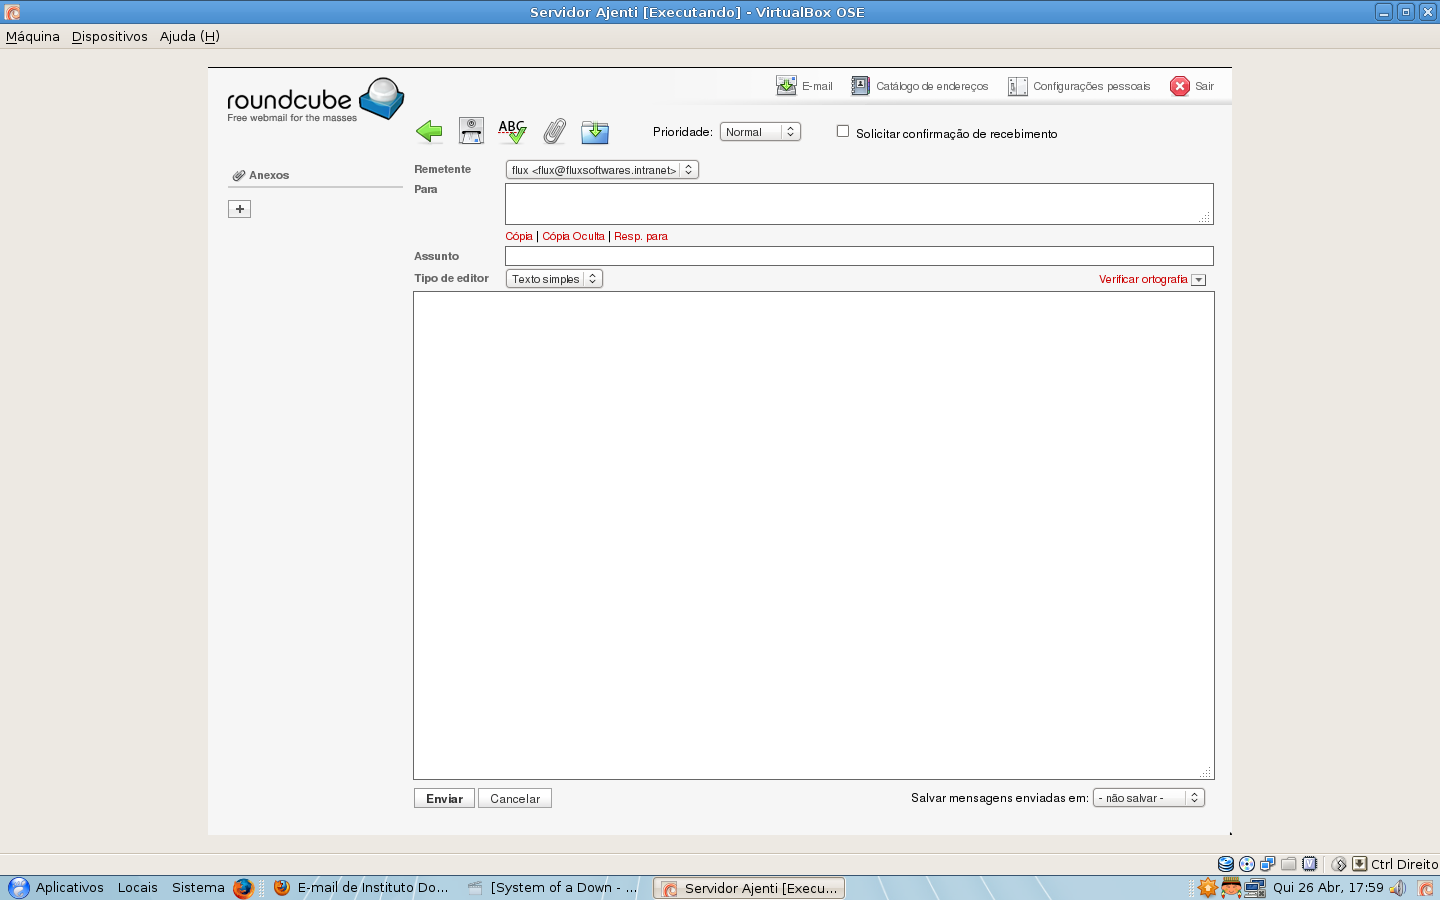 Servidor Ajenti [Executando] - VirtualBox OSE
Máquina Dispositivos Ajuda (H)
roundcube
Free webmail for the masses
E-mail Catálogo de endereços Configurações pessoais Sair
ABC Prioridade: Normal Solicitar confirmação de recebimento
Anexos
+
Remetente flux <flux@fluxsoftwares.intranet>
Para
Cópia | Cópia Oculta | Resp. para
Assunto
Tipo de editor Texto simples Verificar ortografia
Enviar Cancelar Salvar mensagens enviadas em: - não salvar -
Ctrl Direito
Aplicativos Locais Sistema E-mail de Instituto Do... [System of a Down - ... Servidor Ajenti [Execu... Qui 26 Abr, 17:59